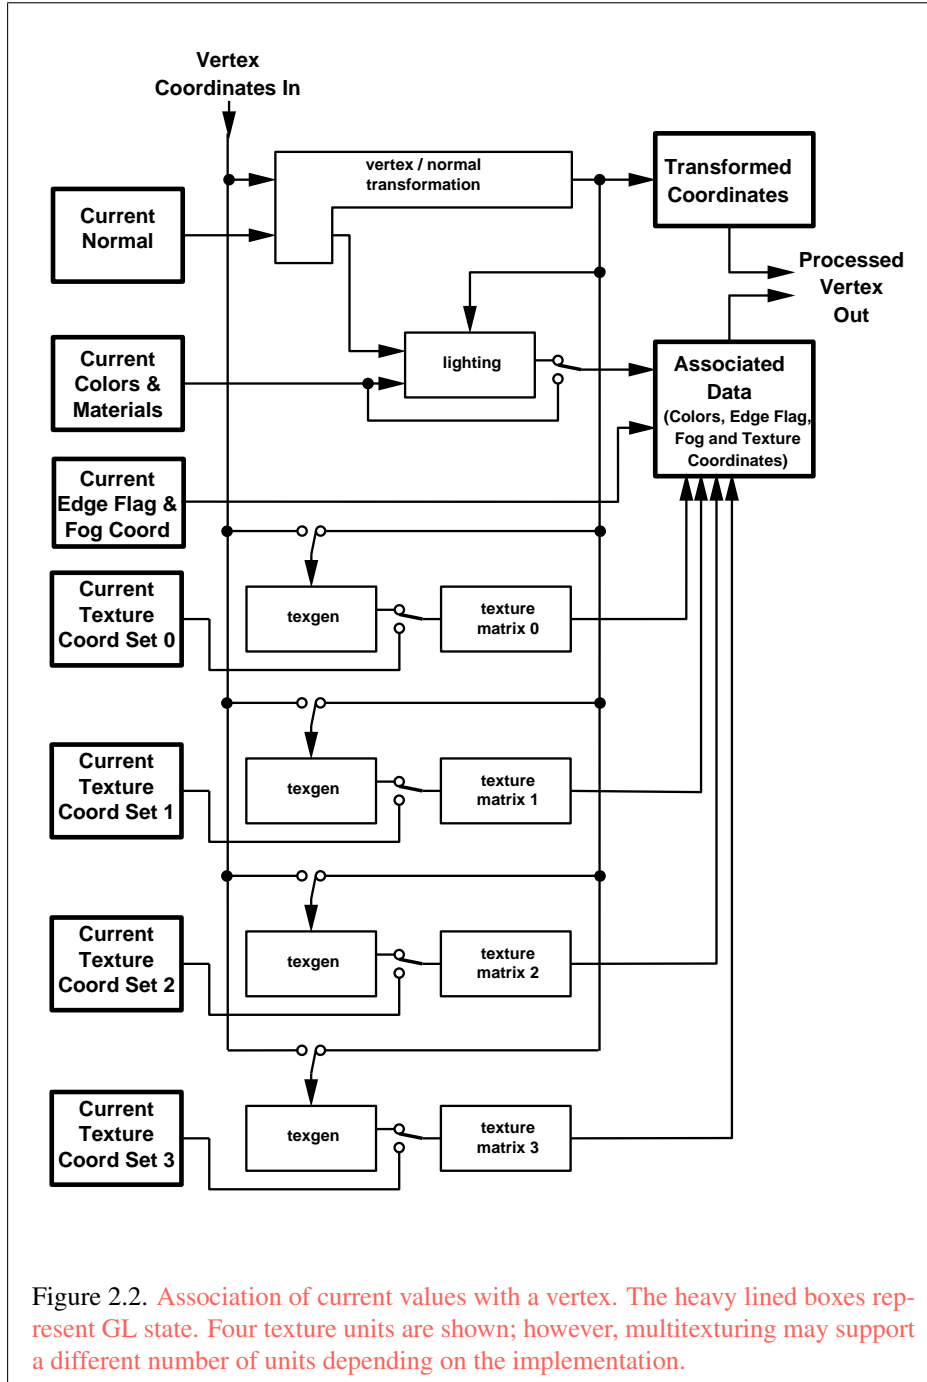 Vertex
Coordinates In
vertex / normal
transformation
Transformed
Coordinates
Current
Normal
Processed
Vertex
Out
Current
Colors &
Materials
lighting
Associated
Data
(Colors, Edge Flag,
Fog and Texture
Coordinates)
Current
Edge Flag &
Fog Coord
Current
Texture
Coord Set 0
texgen
texture
matrix 0
Current
Texture
Coord Set 1
texgen
texture
matrix 1
Current
Texture
Coord Set 2
texgen
texture
matrix 2
Current
Texture
Coord Set 3
texgen
texture
matrix 3
Figure 2.2. Association of current values with a vertex. The heavy lined boxes rep-
resent GL state. Four texture units are shown; however, multitexturing may support
a different number of units depending on the implementation.